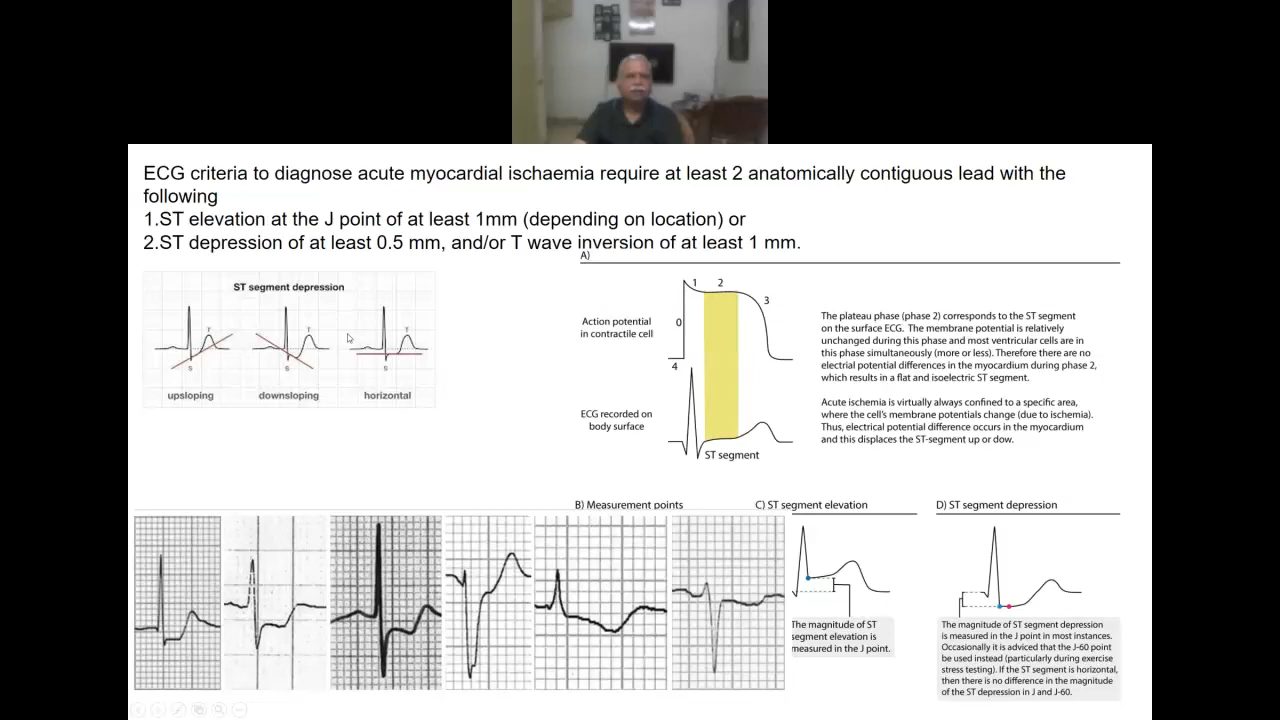 ECG criteria to diagnose acute myocardial ischaemia require at least 2 anatomically contiguous lead with the
following
1.ST elevation at the J point of at least 1mm (depending on location) or
2.ST depression of at least 0.5 mm, and/or T wave inversion of at least 1 mm.
A)
ST segment depression
T
T
T
S
S
S
upsloping
downsloping
horizontal
Action potential
in contractile cell
1
2
3
0
4
ECG recorded on
body surface
ST segment
The plateau phase (phase 2) corresponds to the ST segment
on the surface ECG. The membrane potential is relatively
unchanged during this phase and most ventricular cells are in
this phase simultaneously (more or less). Therefore there are no
electrial potential differences in the myocardium during phase 2,
which results in a flat and isoelectric ST segment.
Acute ischemia is virtually always confined to a specific area,
where the cell's membrane potentials change (due to ischemia).
Thus, electrical potential difference occurs in the myocardium
and this displaces the ST-segment up or dow.
B) Measurement points
C) ST segment elevation
D) ST segment depression
The magnitude of ST
segment elevation is
measured in the J point.
The magnitude of ST segment depression
is measured in the J point in most instances.
Occasionally it is adviced that the J-60 point
be used instead (particularly during exercise
stress testing). If the ST segment is horizontal,
then there is no difference in the magnitude
of the ST depression in J and J-60.